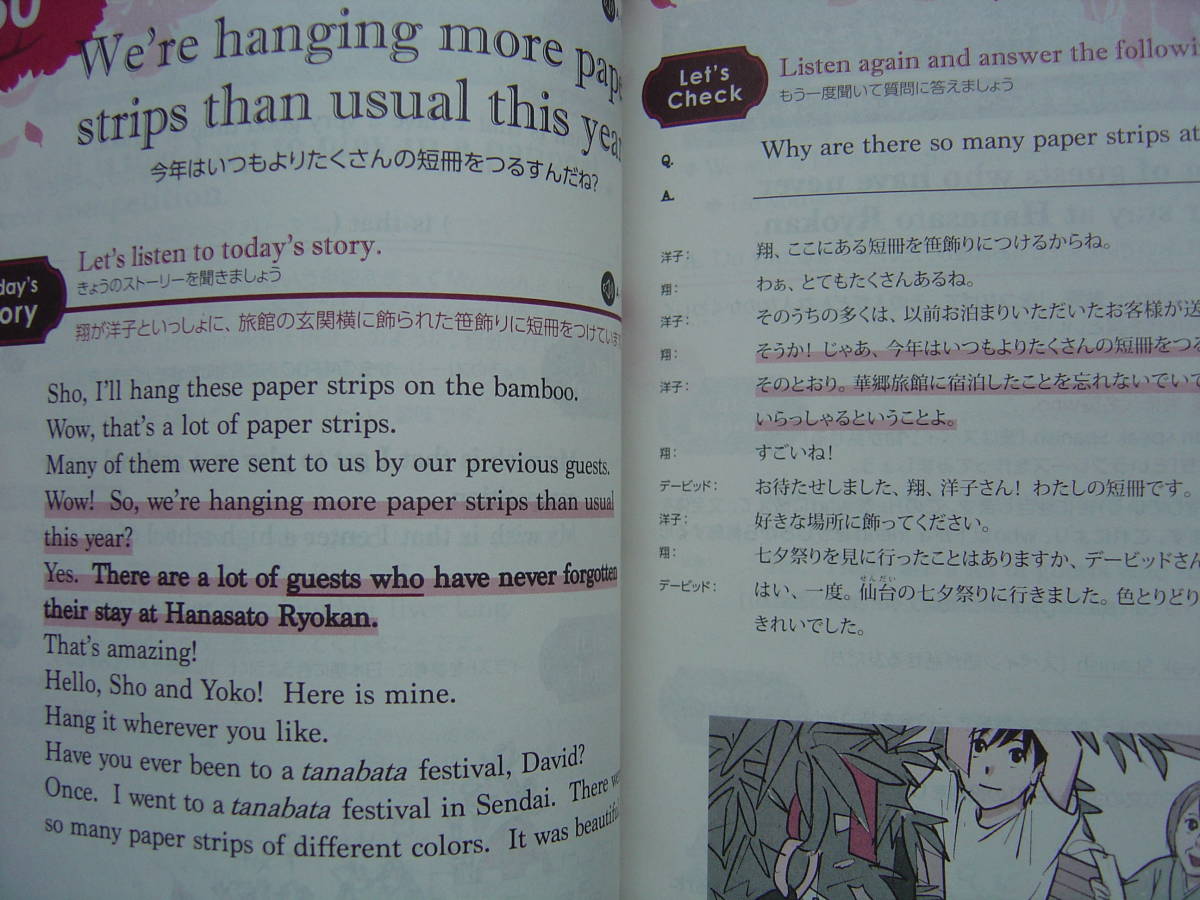 We're hanging more
strips than usual this
今年はいつもよりたくさんの短冊をつるすんだね?
Let's listen to today's story.
きょうのストーリーを聞きましょう
翔が洋子といっしょに、旅館の玄関横に飾られた笹飾りに短冊をつけています
Sho, I'll hang these paper strips on the bamboo.
Wow, that's a lot of paper strips.
Many of them were sent to us by our previous guests.
Wow! So, we're hanging more paper strips than usual
this year?
Yes. There are a lot of guests who have never forgotten
their stay at Hanasato Ryokan.
That's amazing!
Hello, Sho and Yoko! Here is mine.
Hang it wherever you like.
Have you ever been to a tanabata festival, David?
Once. I went to a tanabata festival in Sendai. There
so many paper strips of different colors. It was beautiful
Let's
Check
Listen again and answer the
もう一度聞いて質問に答えましょう
Q. Why are there so many paper strips at
A.
洋子: 翔、ここにある短冊を笹飾りにつけるからね。
翔: わぁ、とてもたくさんあるね。
洋子: そのうちの多くは、以前お泊まりいただいたお客様が送
翔: そうか!じゃあ、今年はいつもよりたくさんの短冊をつる
洋子: そのとおり。華郷旅館に宿泊したことを忘れないでいて
いらっしゃるということよ。
翔: すごいね!
デービッド: お待たせしました、翔、洋子さん! わたしの短冊です。
洋子: 好きな場所に飾ってください。
翔: 七夕祭りを見に行ったことはありますか、デービッドさん
デービッド: はい、一度。仙台の七夕祭りに行きました。色とりどり
せんだい
きれいでした。